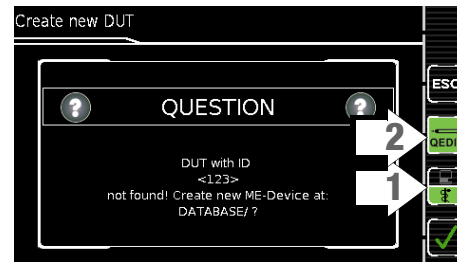 Create new DUT
ESC
? QUESTION ?
2
QEDI
DUT with ID
<123>
not found! Create new ME-Device at:
DATABASE/ ?
1